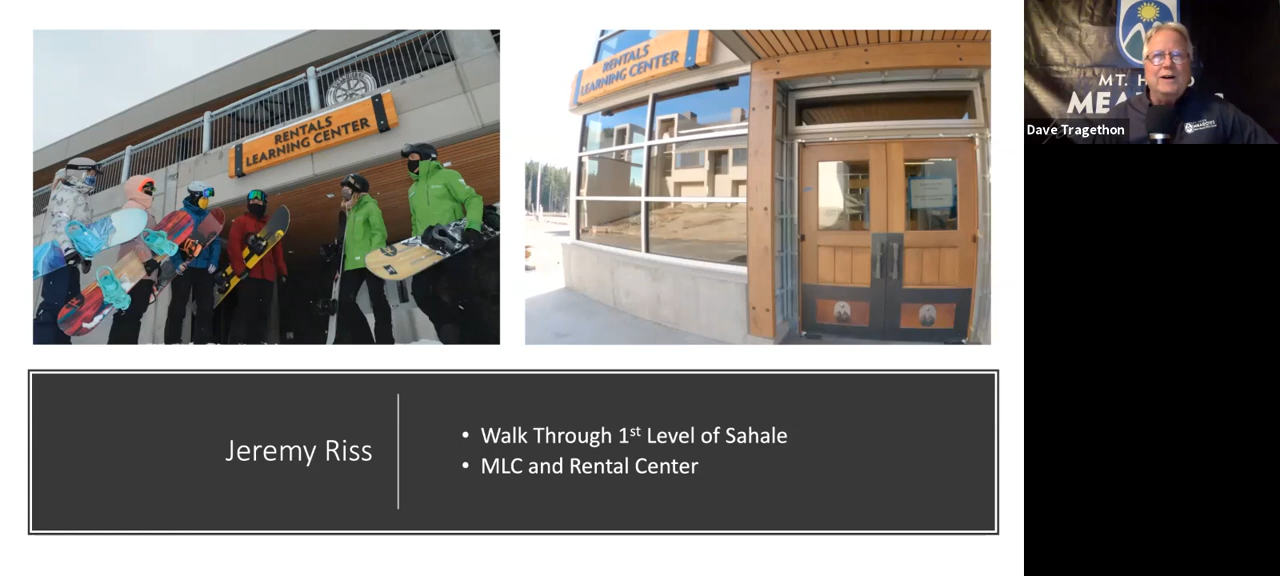 RENTALS
LEARNING CENTER
RENTALS
LEARNING CENTER
MT. H
MEA
Dave Tragethon
Jeremy Riss
• Walk Through 1st Level of Sahale
• MLC and Rental Center